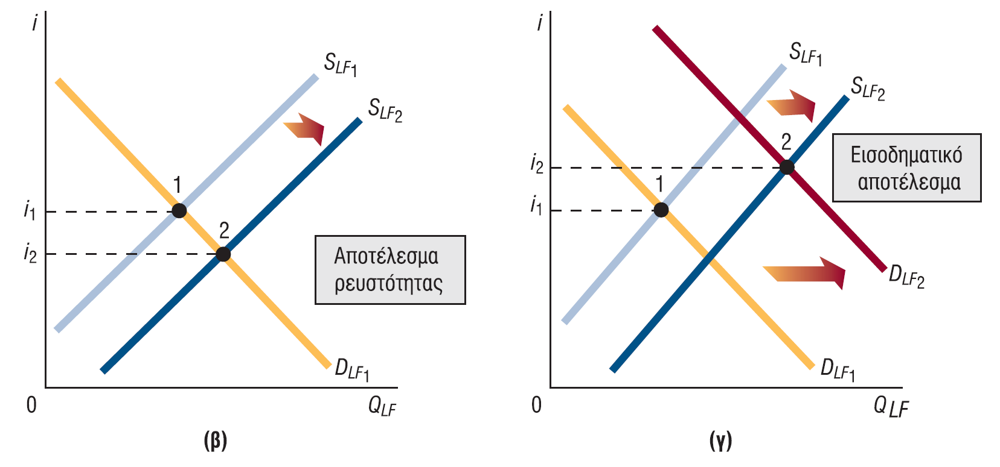 i
S_LF1
S_LF2
1
i1
2
i2
Αποτέλεσμα
ρευστότητας
D_LF1
0
Q_LF
(β)
i
S_LF1
S_LF2
2
i2
Εισοδηματικό
αποτέλεσμα
1
i1
D_LF2
D_LF1
0
Q_LF
(γ)